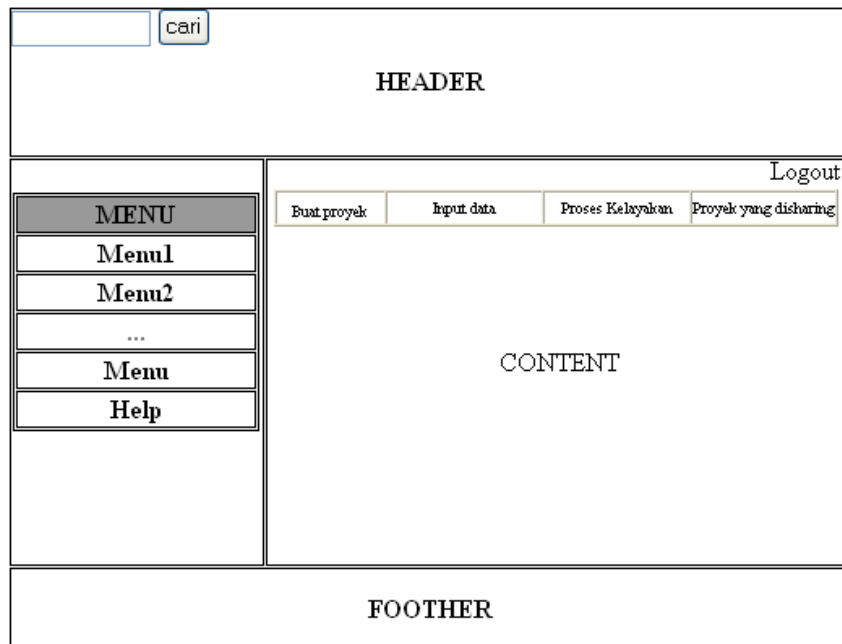 cari
HEADER
Logout
MENU
Buat proyek Input data Proses Kelayakan Proyek yang disharing
Menu1
Menu2
...
Menu
Help
CONTENT
FOOTHER